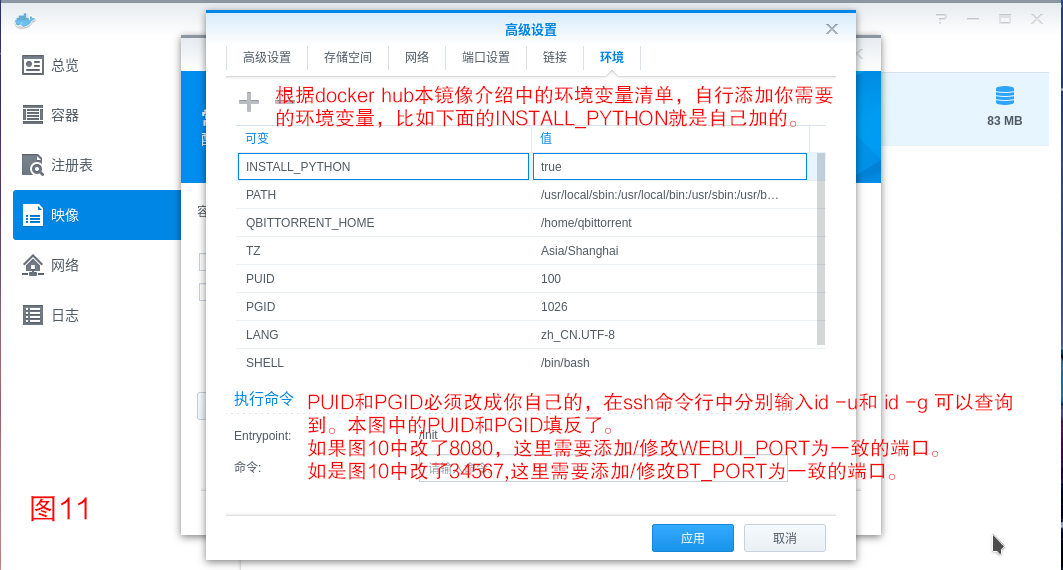 高级设置
高级设置 存储空间 网络 端口设置 链接 环境
总览
容器
注册表
映像
网络
日志
83 MB
根据docker hub本镜像介绍中的环境变量清单，自行添加你需要
的环境变量，比如下面的INSTALL_PYTHON就是自己加的。
可变 值
INSTALL_PYTHON true
PATH /usr/local/sbin:/usr/local/bin:/usr/sbin:/usr/b…
QBITTORRENT_HOME /home/qbittorrent
TZ Asia/Shanghai
PUID 100
PGID 1026
LANG zh_CN.UTF-8
SHELL /bin/bash
执行命令
PUID和PGID必须改成你自己的，在ssh命令行中分别输入id -u和 id -g 可以查询
到。本图中的PUID和PGID填反了。
Entrypoint: /init
如果图10中改了8080，这里需要添加/修改WEBUI_PORT为一致的端口。
命令:
如是图10中改了34567,这里需要添加/修改BT_PORT为一致的端口。
图11
应用 取消